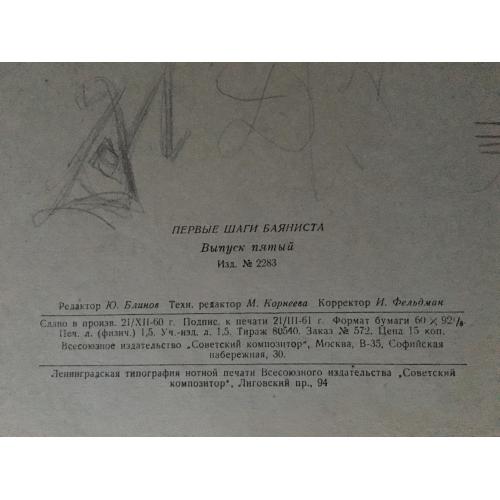 ПЕРВЫЕ ШАГИ БАЯНИСТА
Выпуск пятый
Изд. № 2283
Редактор Ю. Блинов Техн. редактор М. Корнеева Корректор И. Фельдман
Сдано в произв. 21/XII-60 г. Подпис. к печати 21/III-61 г. Формат бумаги 60 × 92¹/₈.
Печ. л. (физич.) 1,5. Уч.-изд. л. 1,5. Тираж 80540. Заказ № 572. Цена 15 коп.
Всесоюзное издательство „Советский композитор", Москва, В-35, Софийская
набережная, 30.
Ленинградская типография нотной печати Всесоюзного издательства „Советский
композитор", Лиговский пр., 94